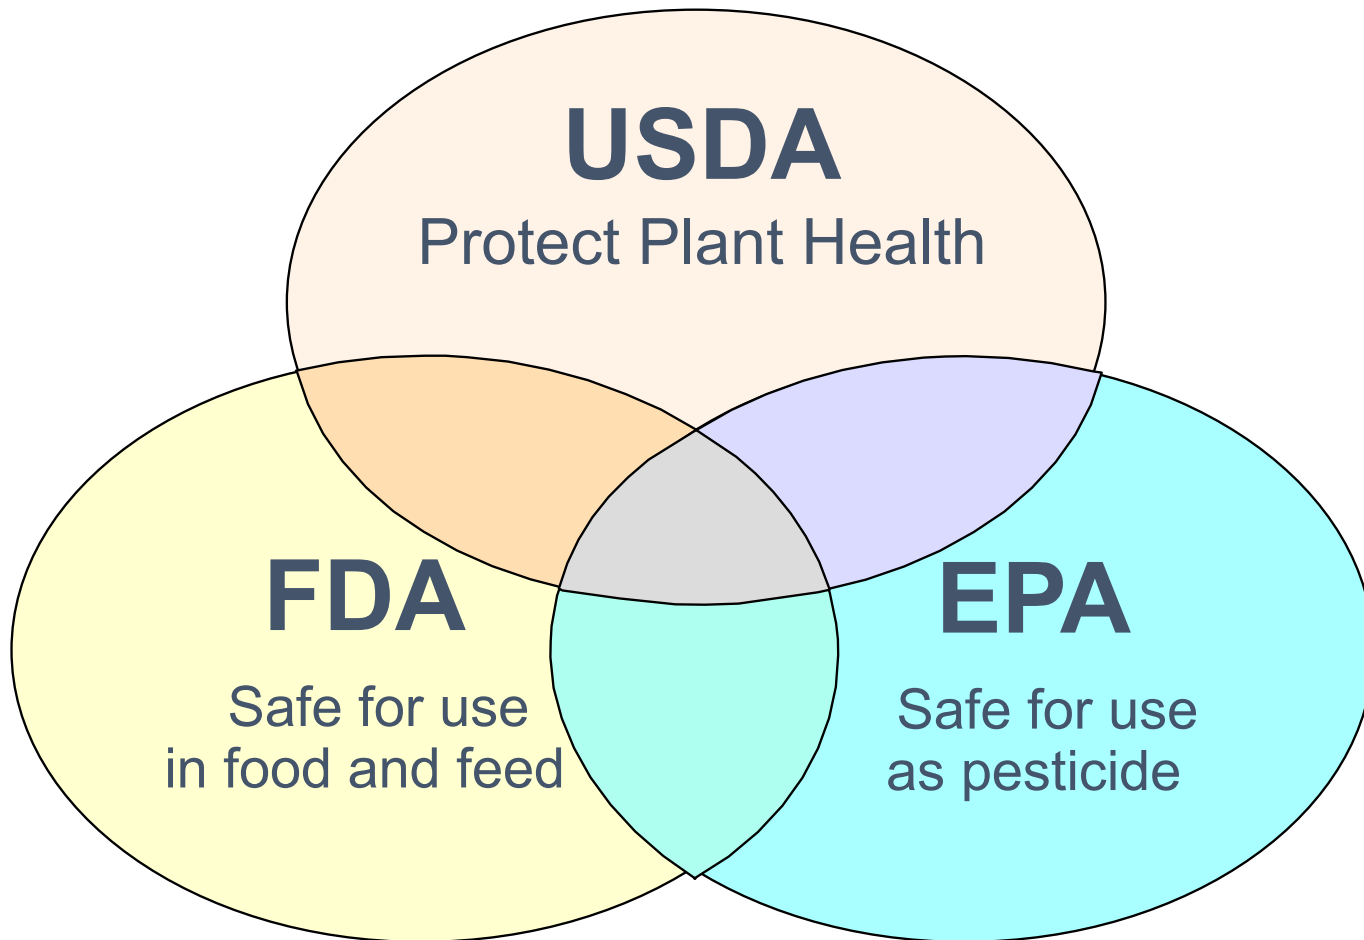 USDA
Protect Plant Health
FDA
Safe for use
in food and feed
EPA
Safe for use
as pesticide